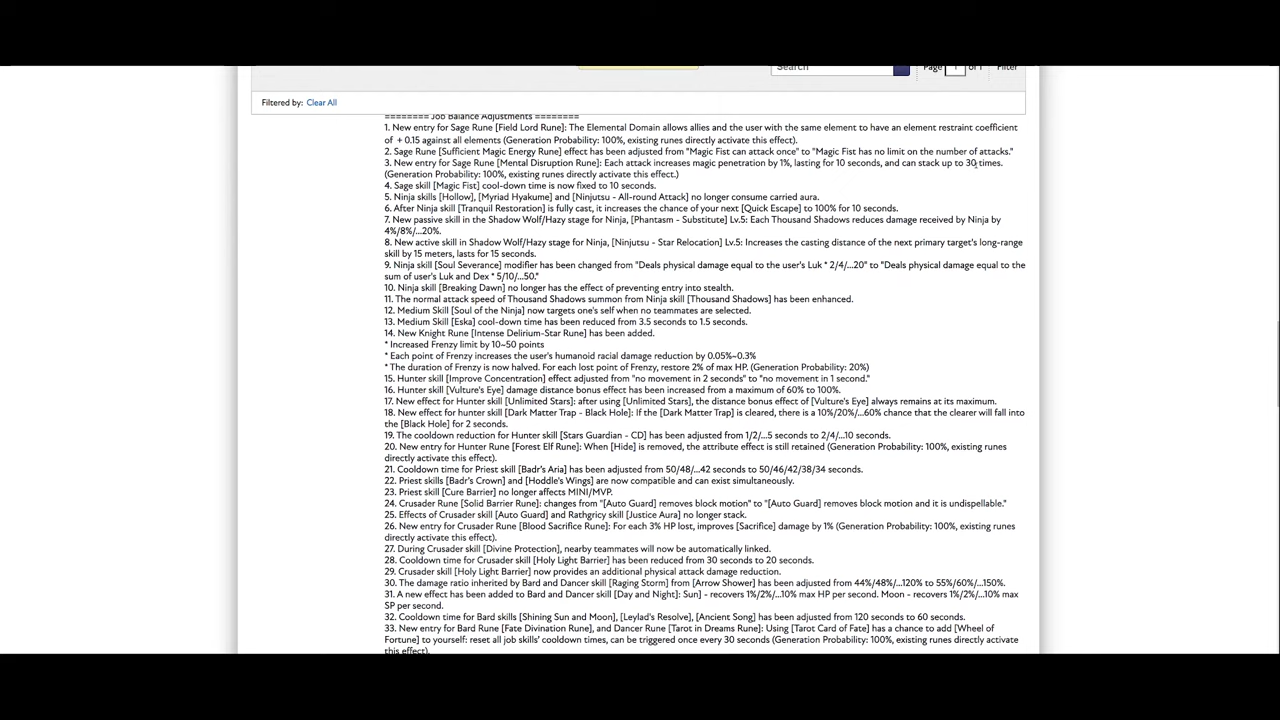 Search
Page 1 of 1
Filter
Filtered by: Clear All
======== Job Balance Adjustments ========
1. New entry for Sage Rune [Field Lord Rune]: The Elemental Domain allows allies and the user with the same element to have an element restraint coefficient
of + 0.15 against all elements (Generation Probability: 100%, existing runes directly activate this effect).
2. Sage Rune [Sufficient Magic Energy Rune] effect has been adjusted from "Magic Fist can attack once" to "Magic Fist has no limit on the number of attacks."
3. New entry for Sage Rune [Mental Disruption Rune]: Each attack increases magic penetration by 1%, lasting for 10 seconds, and can stack up to 30 times.
(Generation Probability: 100%, existing runes directly activate this effect.)
4. Sage skill [Magic Fist] cool-down time is now fixed to 10 seconds.
5. Ninja skills [Hollow], [Myriad Hyakume] and [Ninjutsu - All-round Attack] no longer consume carried aura.
6. After Ninja skill [Tranquil Restoration] is fully cast, it increases the chance of your next [Quick Escape] to 100% for 10 seconds.
7. New passive skill in the Shadow Wolf/Hazy stage for Ninja, [Phantasm - Substitute] Lv.5: Each Thousand Shadows reduces damage received by Ninja by
4%/8%/...20%.
8. New active skill in Shadow Wolf/Hazy stage for Ninja, [Ninjutsu - Star Relocation] Lv.5: Increases the casting distance of the next primary target's long-range
skill by 15 meters, lasts for 15 seconds.
9. Ninja skill [Soul Severance] modifier has been changed from "Deals physical damage equal to the user's Luk * 2/4/...20" to "Deals physical damage equal to the
sum of user's Luk and Dex * 5/10/...50."
10. Ninja skill [Breaking Dawn] no longer has the effect of preventing entry into stealth.
11. The normal attack speed of Thousand Shadows summon from Ninja skill [Thousand Shadows] has been enhanced.
12. Medium Skill [Soul of the Ninja] now targets one's self when no teammates are selected.
13. Medium Skill [Eska] cool-down time has been reduced from 3.5 seconds to 1.5 seconds.
14. New Knight Rune [Intense Delirium-Star Rune] has been added.
* Increased Frenzy limit by 10~50 points
* Each point of Frenzy increases the user's humanoid racial damage reduction by 0.05%~0.3%
* The duration of Frenzy is now halved. For each lost point of Frenzy, restore 2% of max HP. (Generation Probability: 20%)
15. Hunter skill [Improve Concentration] effect adjusted from "no movement in 2 seconds" to "no movement in 1 second."
16. Hunter skill [Vulture's Eye] damage distance bonus effect has been increased from a maximum of 60% to 100%.
17. New effect for Hunter skill [Unlimited Stars]: after using [Unlimited Stars], the distance bonus effect of [Vulture's Eye] always remains at its maximum.
18. New effect for hunter skill [Dark Matter Trap - Black Hole]: If the [Dark Matter Trap] is cleared, there is a 10%/20%/...60% chance that the clearer will fall into
the [Black Hole] for 2 seconds.
19. The cooldown reduction for Hunter skill [Stars Guardian - CD] has been adjusted from 1/2/...5 seconds to 2/4/...10 seconds.
20. New entry for Hunter Rune [Forest Elf Rune]: When [Hide] is removed, the attribute effect is still retained (Generation Probability: 100%, existing runes
directly activate this effect).
21. Cooldown time for Priest skill [Badr's Aria] has been adjusted from 50/48/...42 seconds to 50/46/42/38/34 seconds.
22. Priest skills [Badr's Crown] and [Hoddle's Wings] are now compatible and can exist simultaneously.
23. Priest skill [Cure Barrier] no longer affects MINI/MVP.
24. Crusader Rune [Solid Barrier Rune]: changes from "[Auto Guard] removes block motion" to "[Auto Guard] removes block motion and it is undispellable."
25. Effects of Crusader skill [Auto Guard] and Rathgricy skill [Justice Aura] no longer stack.
26. New entry for Crusader Rune [Blood Sacrifice Rune]: For each 3% HP lost, improves [Sacrifice] damage by 1% (Generation Probability: 100%, existing runes
directly activate this effect).
27. During Crusader skill [Divine Protection], nearby teammates will now be automatically linked.
28. Cooldown time for Crusader skill [Holy Light Barrier] has been reduced from 30 seconds to 20 seconds.
29. Crusader skill [Holy Light Barrier] now provides an additional physical attack damage reduction.
30. The damage ratio inherited by Bard and Dancer skill [Raging Storm] from [Arrow Shower] has been adjusted from 44%/48%/...120% to 55%/60%/...150%.
31. A new effect has been added to Bard and Dancer skill [Day and Night]: Sun] - recovers 1%/2%/...10% max HP per second. Moon - recovers 1%/2%/...10% max
SP per second.
32. Cooldown time for Bard skills [Shining Sun and Moon], [Leylad's Resolve], [Ancient Song] has been adjusted from 120 seconds to 60 seconds.
33. New entry for Bard Rune [Fate Divination Rune], and Dancer Rune [Tarot in Dreams Rune]: Using [Tarot Card of Fate] has a chance to add [Wheel of
Fortune] to yourself: reset all job skills' cooldown times, can be triggered once every 30 seconds (Generation Probability: 100%, existing runes directly activate
this effect).